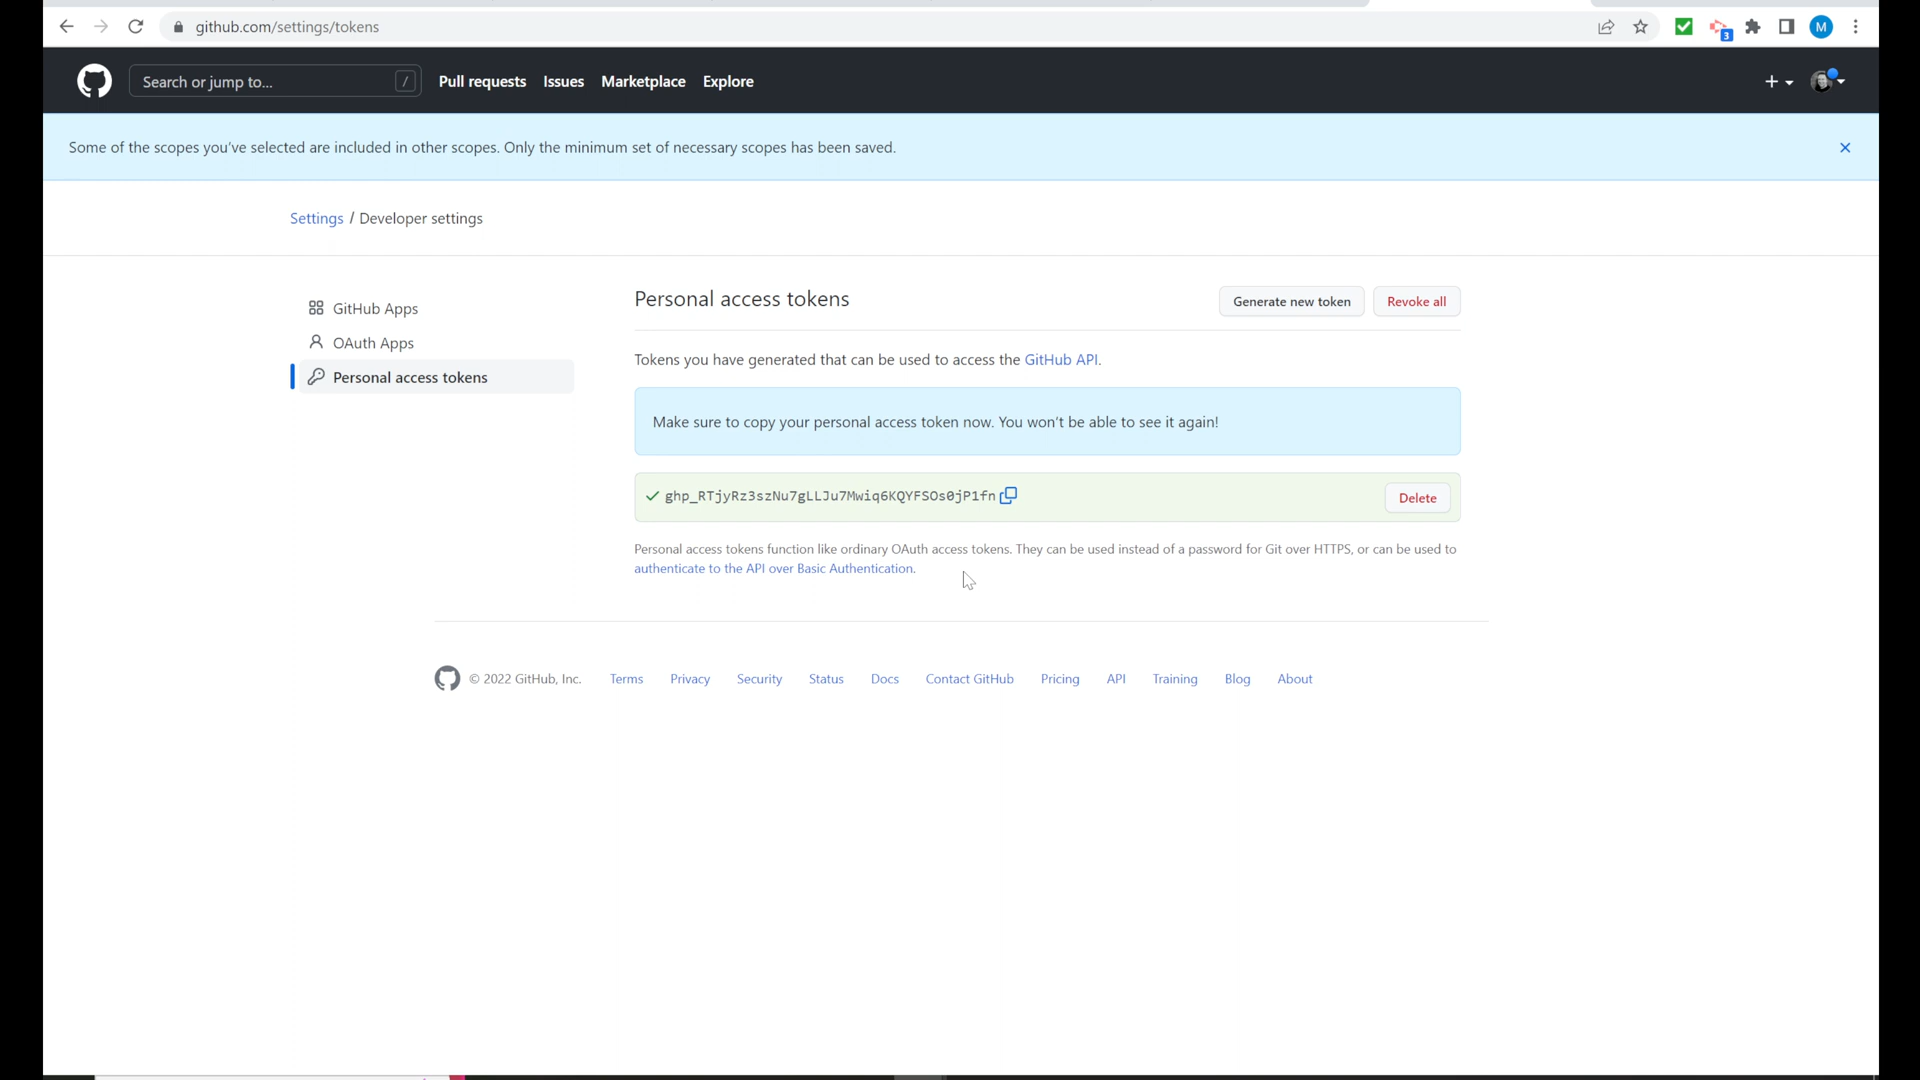 github.com/settings/tokens
3
M
Search or jump to...
/
Pull requests Issues Marketplace Explore
+
Some of the scopes you've selected are included in other scopes. Only the minimum set of necessary scopes has been saved.
Settings / Developer settings
GitHub Apps
OAuth Apps
Personal access tokens
Personal access tokens
Generate new token
Revoke all
Tokens you have generated that can be used to access the GitHub API.
Make sure to copy your personal access token now. You won't be able to see it again!
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
Delete
Personal access tokens function like ordinary OAuth access tokens. They can be used instead of a password for Git over HTTPS, or can be used to
authenticate to the API over Basic Authentication.
© 2022 GitHub, Inc. Terms Privacy Security Status Docs Contact GitHub Pricing API Training Blog About